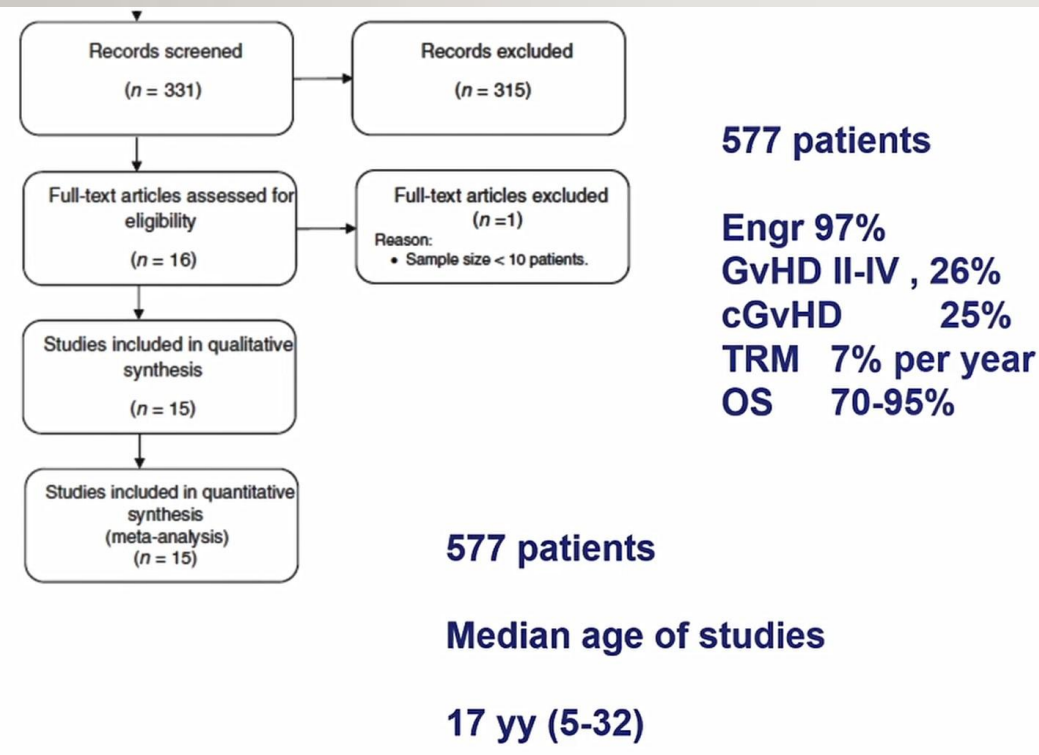 Records screened
(n = 331)
Records excluded
(n = 315)
Full-text articles assessed for
eligibility
(n = 16)
Full-text articles excluded
(n =1)
Reason:
• Sample size < 10 patients.
Studies included in qualitative
synthesis
(n = 15)
Studies included in quantitative
synthesis
(meta-analysis)
(n = 15)
577 patients
Engr 97%
GvHD II-IV , 26%
cGvHD 25%
TRM 7% per year
OS 70-95%
577 patients
Median age of studies
17 yy (5-32)